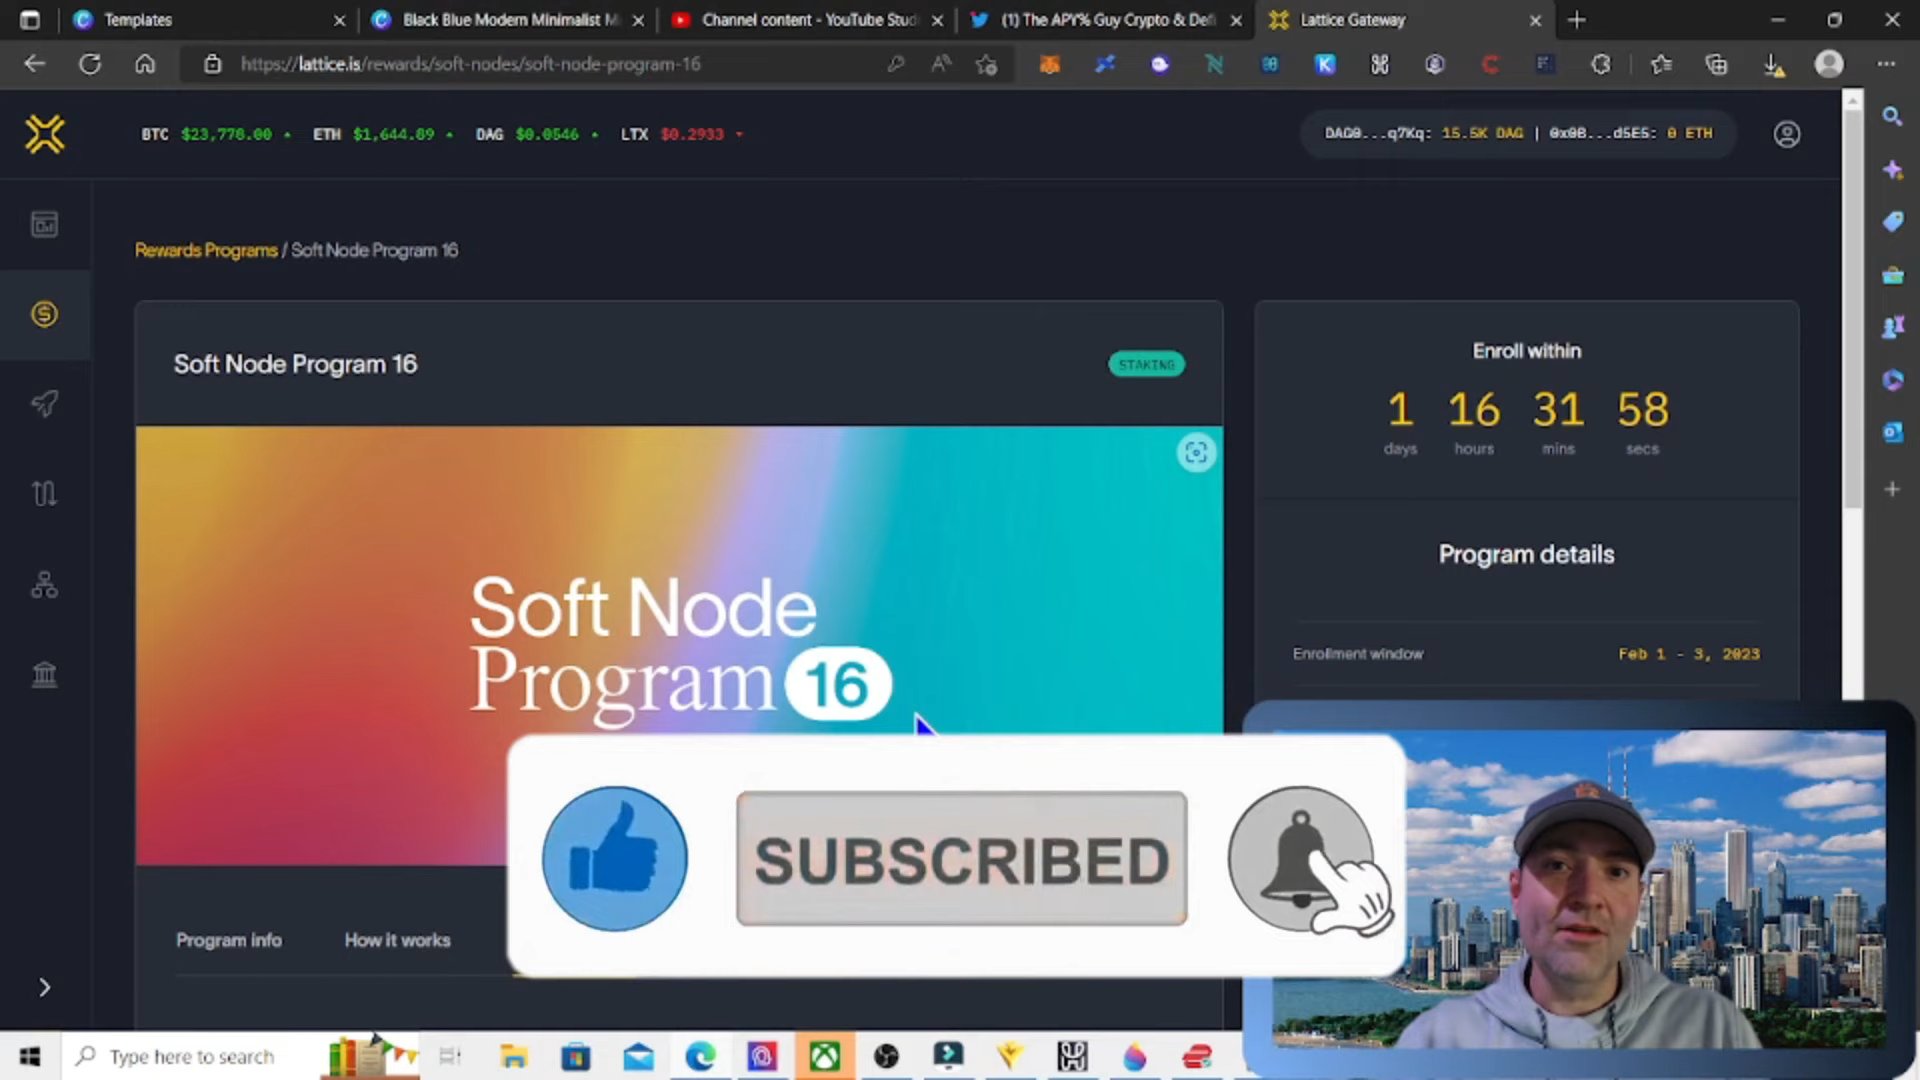 Templates
Black Blue Modern Minimalist M
Channel content - YouTube Stud
(1) The APY% Guy Crypto & Defi
Lattice Gateway
https://lattice.is/rewards/soft-nodes/soft-node-program-16
BTC $23,778.00 ETH $1,644.89 DAG $0.0546 LTX $0.2933
DAG0...q7Kq: 15.5K DAG | 0x0B...d5E5: 0 ETH
Rewards Programs / Soft Node Program 16
Soft Node Program 16
STAKING
Soft Node
Program 16
Enroll within
1 16 31 58
days hours mins secs
Program details
Enrollment window Feb 1 - 3, 2023
SUBSCRIBED
Program info How it works
Type here to search